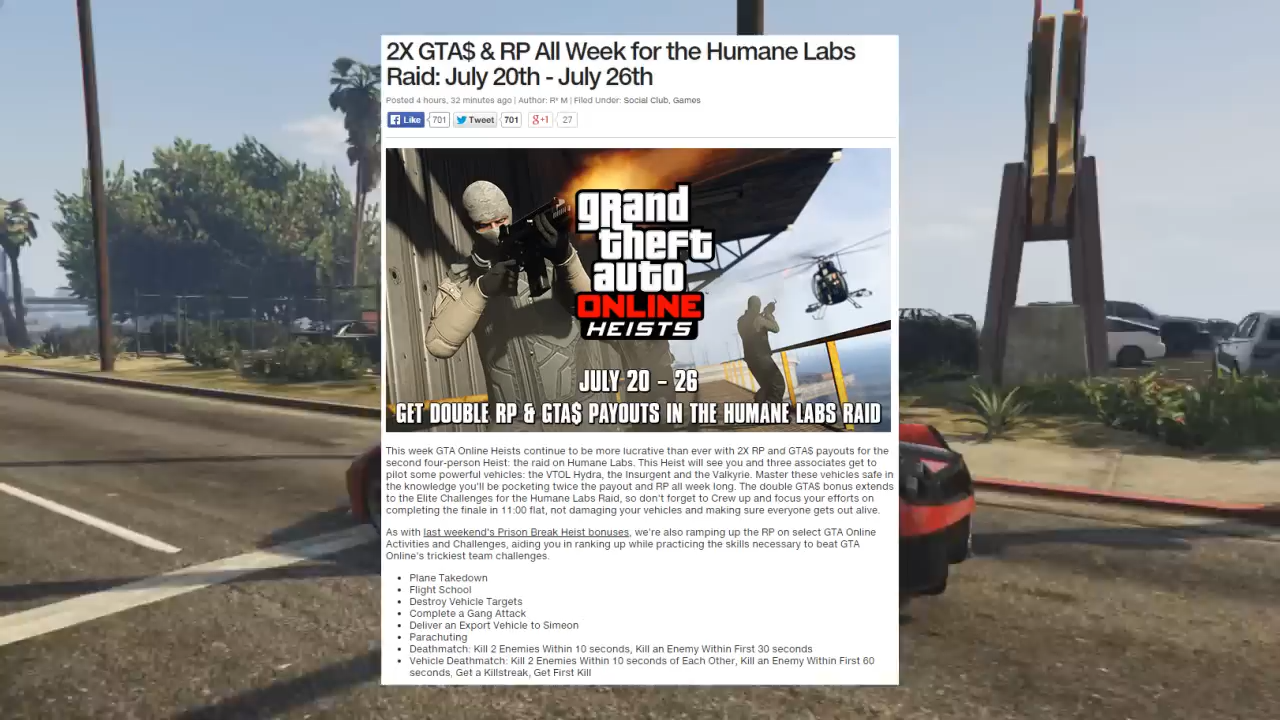 2X GTA$ & RP All Week for the Humane Labs
Raid: July 20th - July 26th
Posted 4 hours, 32 minutes ago | Author: R* M | Filed Under: Social Club, Games
Like 701 Tweet 701 g+1 27
grand
theft
auto
ONLINE
HEISTS
JULY 20 - 26
GET DOUBLE RP & GTA$ PAYOUTS IN THE HUMANE LABS RAID
This week GTA Online Heists continue to be more lucrative than ever with 2X RP and GTA$ payouts for the
second four-person Heist: the raid on Humane Labs. This Heist will see you and three associates get to
pilot some powerful vehicles: the VTOL Hydra, the Insurgent and the Valkyrie. Master these vehicles safe in
the knowledge you'll be pocketing twice the payout and RP all week long. The double GTA$ bonus extends
to the Elite Challenges for the Humane Labs Raid, so don't forget to Crew up and focus your efforts on
completing the finale in 11:00 flat, not damaging your vehicles and making sure everyone gets out alive.
As with last weekend's Prison Break Heist bonuses, we're also ramping up the RP on select GTA Online
Activities and Challenges, aiding you in ranking up while practicing the skills necessary to beat GTA
Online's trickiest team challenges.
• Plane Takedown
• Flight School
• Destroy Vehicle Targets
• Complete a Gang Attack
• Deliver an Export Vehicle to Simeon
• Parachuting
• Deathmatch: Kill 2 Enemies Within 10 seconds, Kill an Enemy Within First 30 seconds
• Vehicle Deathmatch: Kill 2 Enemies Within 10 seconds of Each Other, Kill an Enemy Within First 60
seconds, Get a Killstreak, Get First Kill